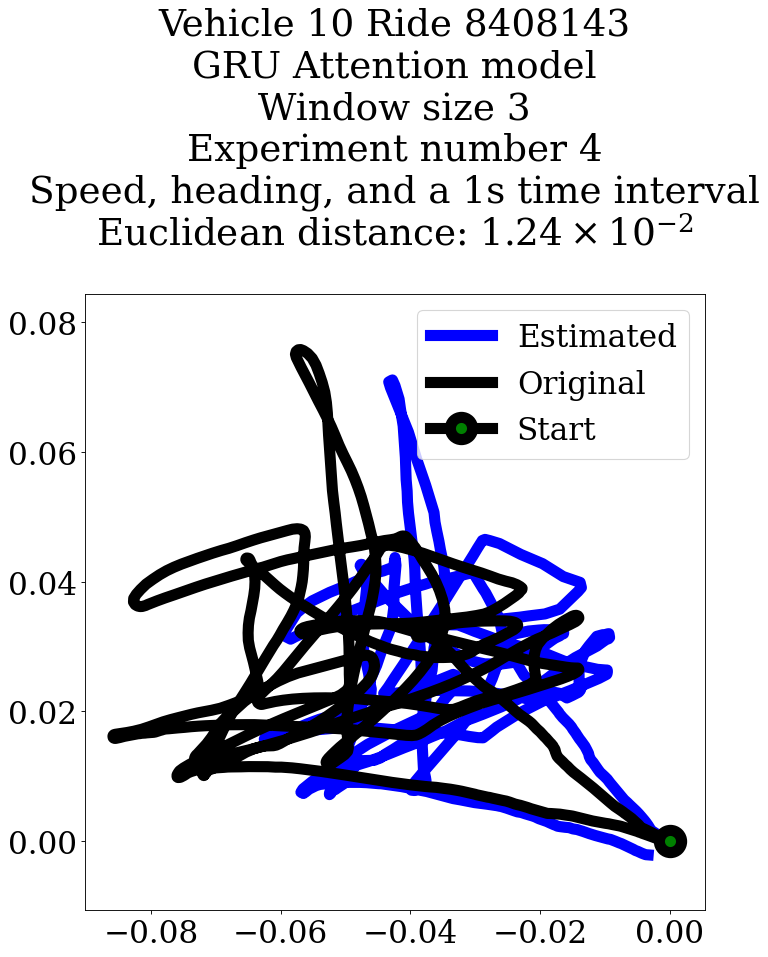 Vehicle 10 Ride 8408143
GRU Attention model
Window size 3
Experiment number 4
Speed, heading, and a 1s time interval
Euclidean distance: 1.24 × 10⁻²
Estimated
Original
Start
0.08
0.06
0.04
0.02
0.00
−0.08 −0.06 −0.04 −0.02 0.00